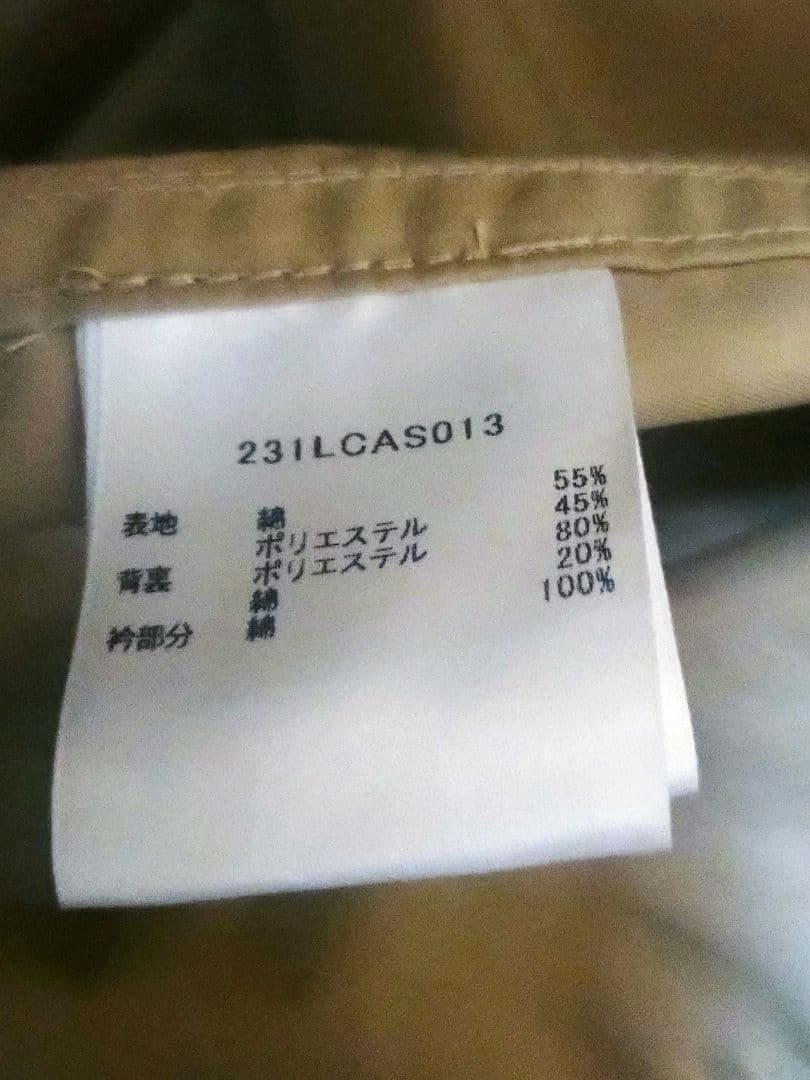 231LCAS013
表地 綿 55%
ポリエステル 45%
背裏 ポリエステル 80%
綿 20%
衿部分 綿 100%